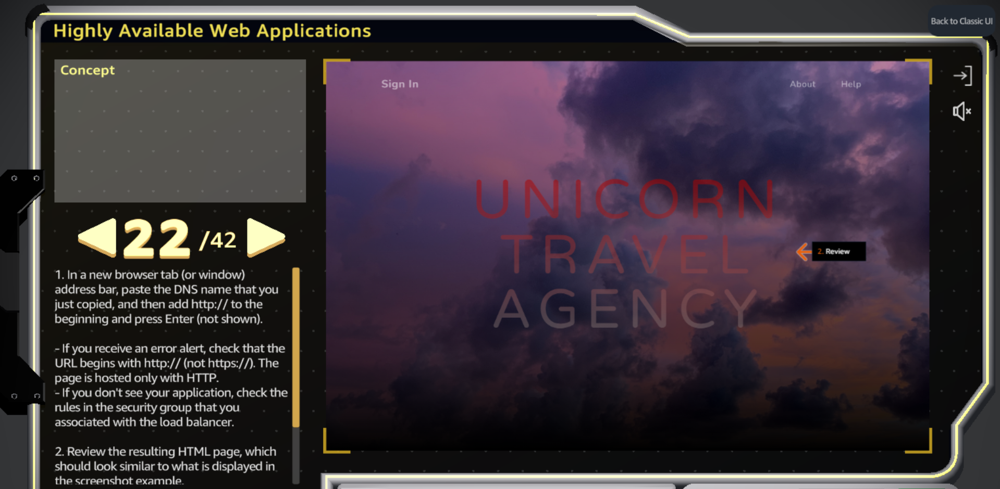 Back to Classic UI
Highly Available Web Applications
Concept
22 /42
1. In a new browser tab (or window)
address bar, paste the DNS name that you
just copied, and then add http:// to the
beginning and press Enter (not shown).
- If you receive an error alert, check that the
URL begins with http:// (not https://). The
page is hosted only with HTTP.
- If you don't see your application, check the
rules in the security group that you
associated with the load balancer.
2. Review the resulting HTML page, which
should look similar to what is displayed in
the screenshot example.
Sign In
About
Help
UNICORN
TRAVEL
AGENCY
2. Review